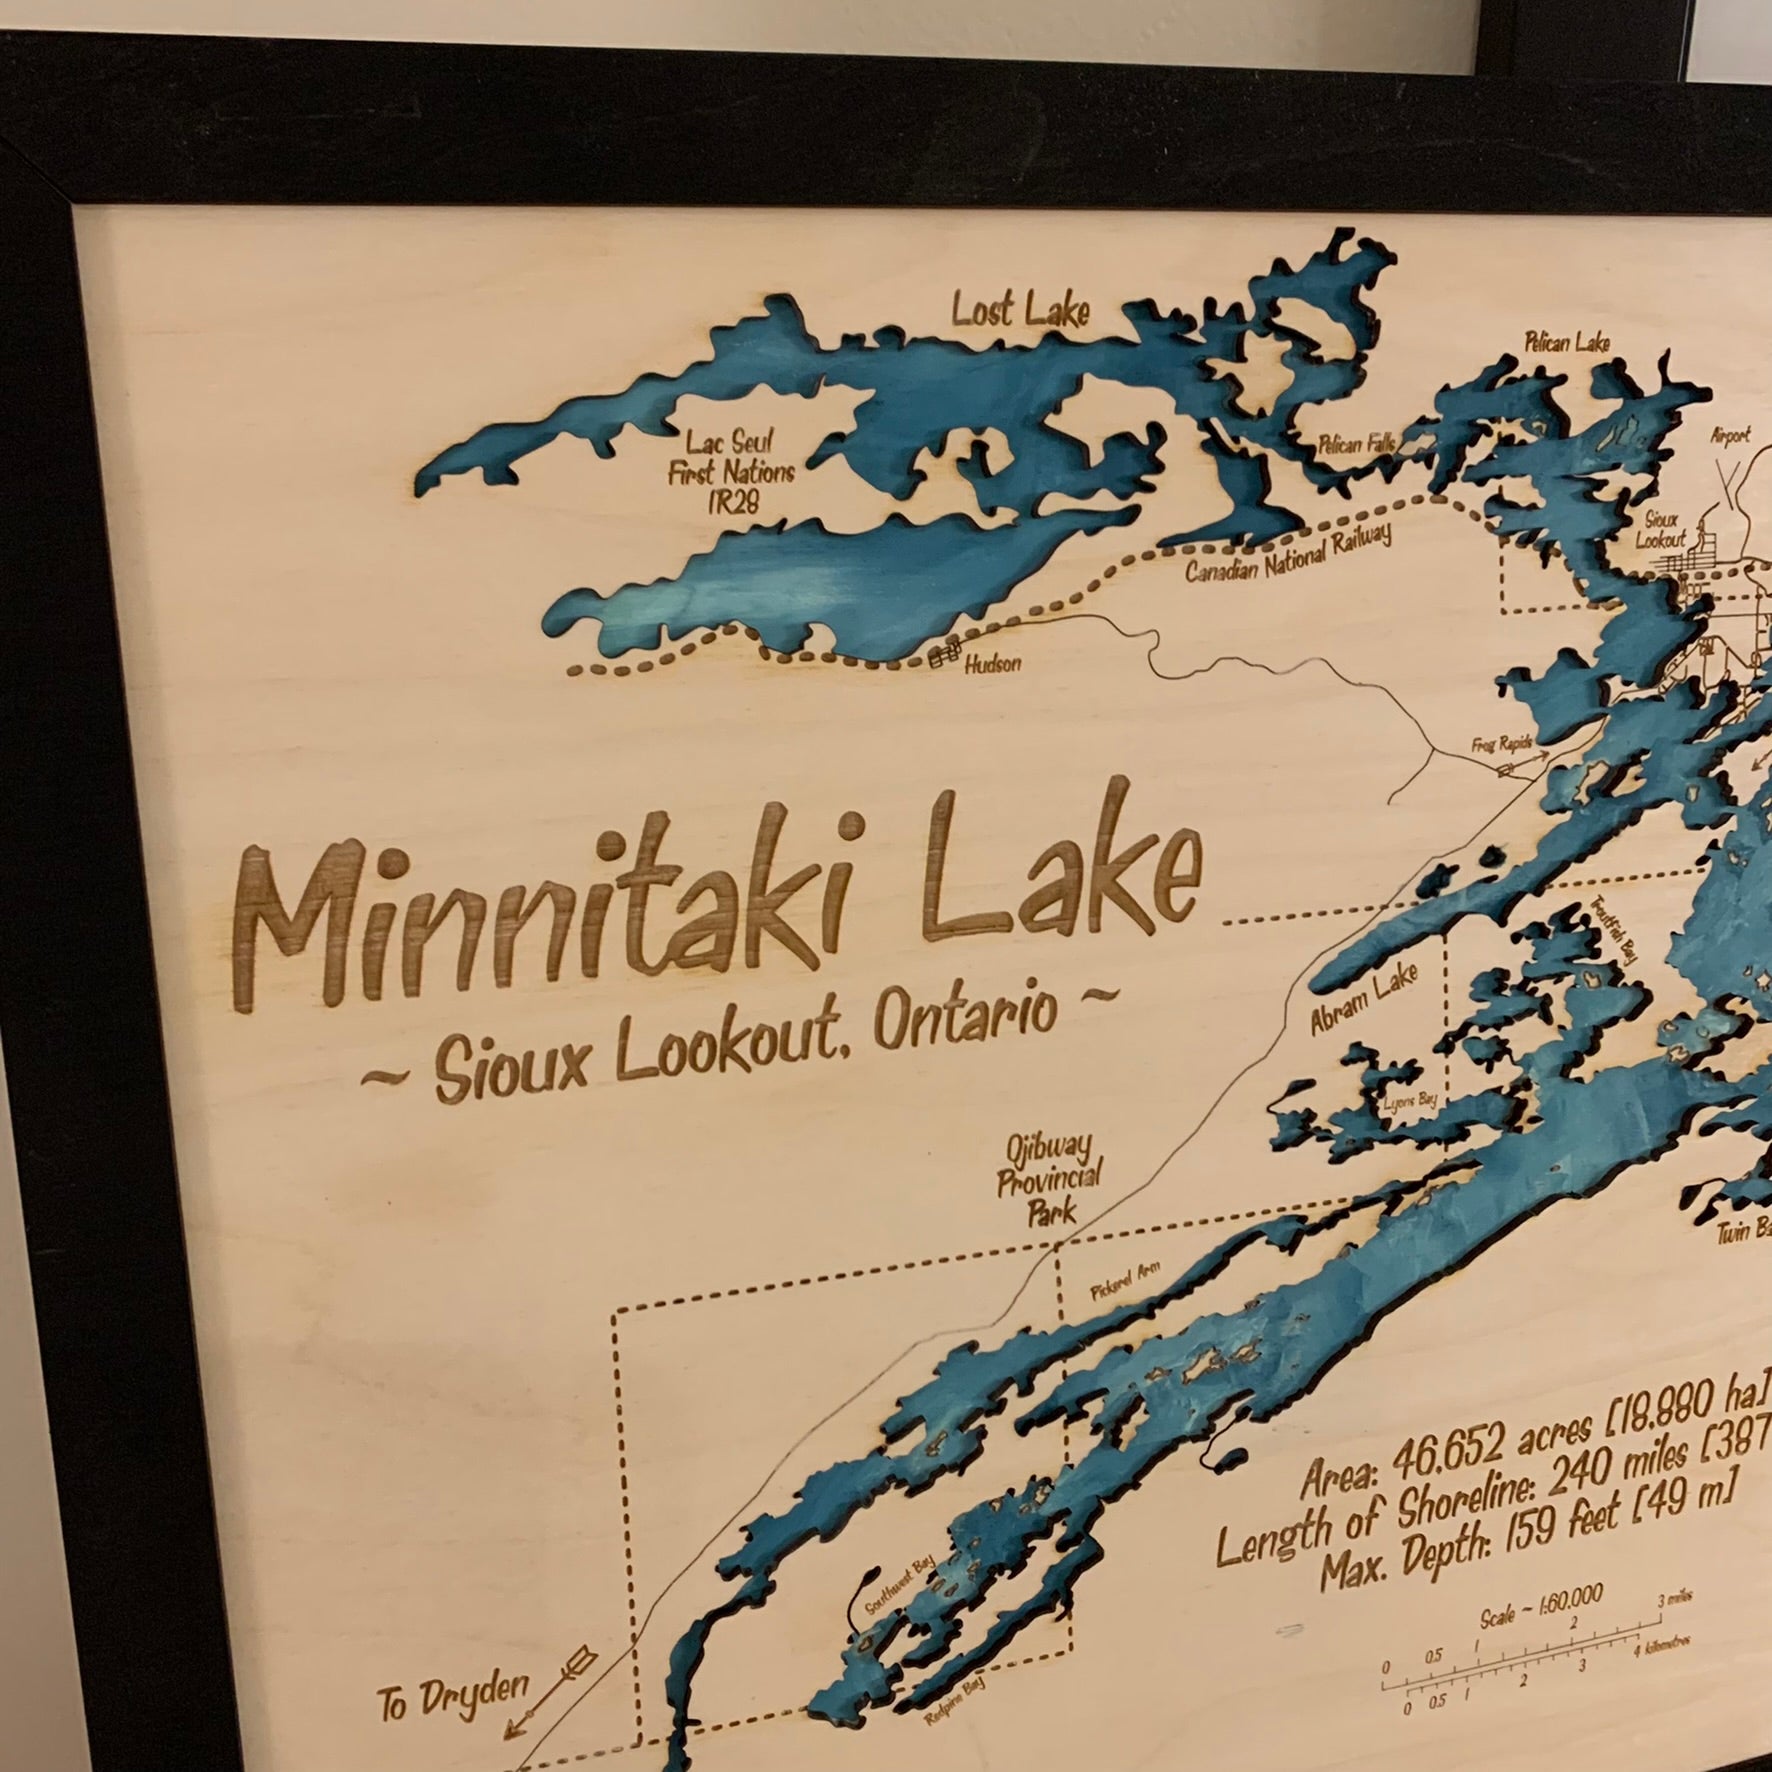 Lost Lake
Pelican Lake
Airport
Lac Seul
First Nations
IR28
Pelican Falls
Sioux
Lookout
Canadian National Railway
Hudson
Frog Rapids
Minnitaki Lake
~ Sioux Lookout, Ontario ~
Troutfish Bay
Abram Lake
Lyons Bay
Ojibway
Provincial
Park
Twin Ba
Pickerel Arm
Area: 46,652 acres [18,880 ha]
Length of Shoreline: 240 miles [387
Max. Depth: 159 feet [49 m]
Southwest Bay
Scale ~ 1:60,000
0 0.5 1 2 3 miles
0 0.5 1 2 3 4 kilometres
Redpine Bay
To Dryden